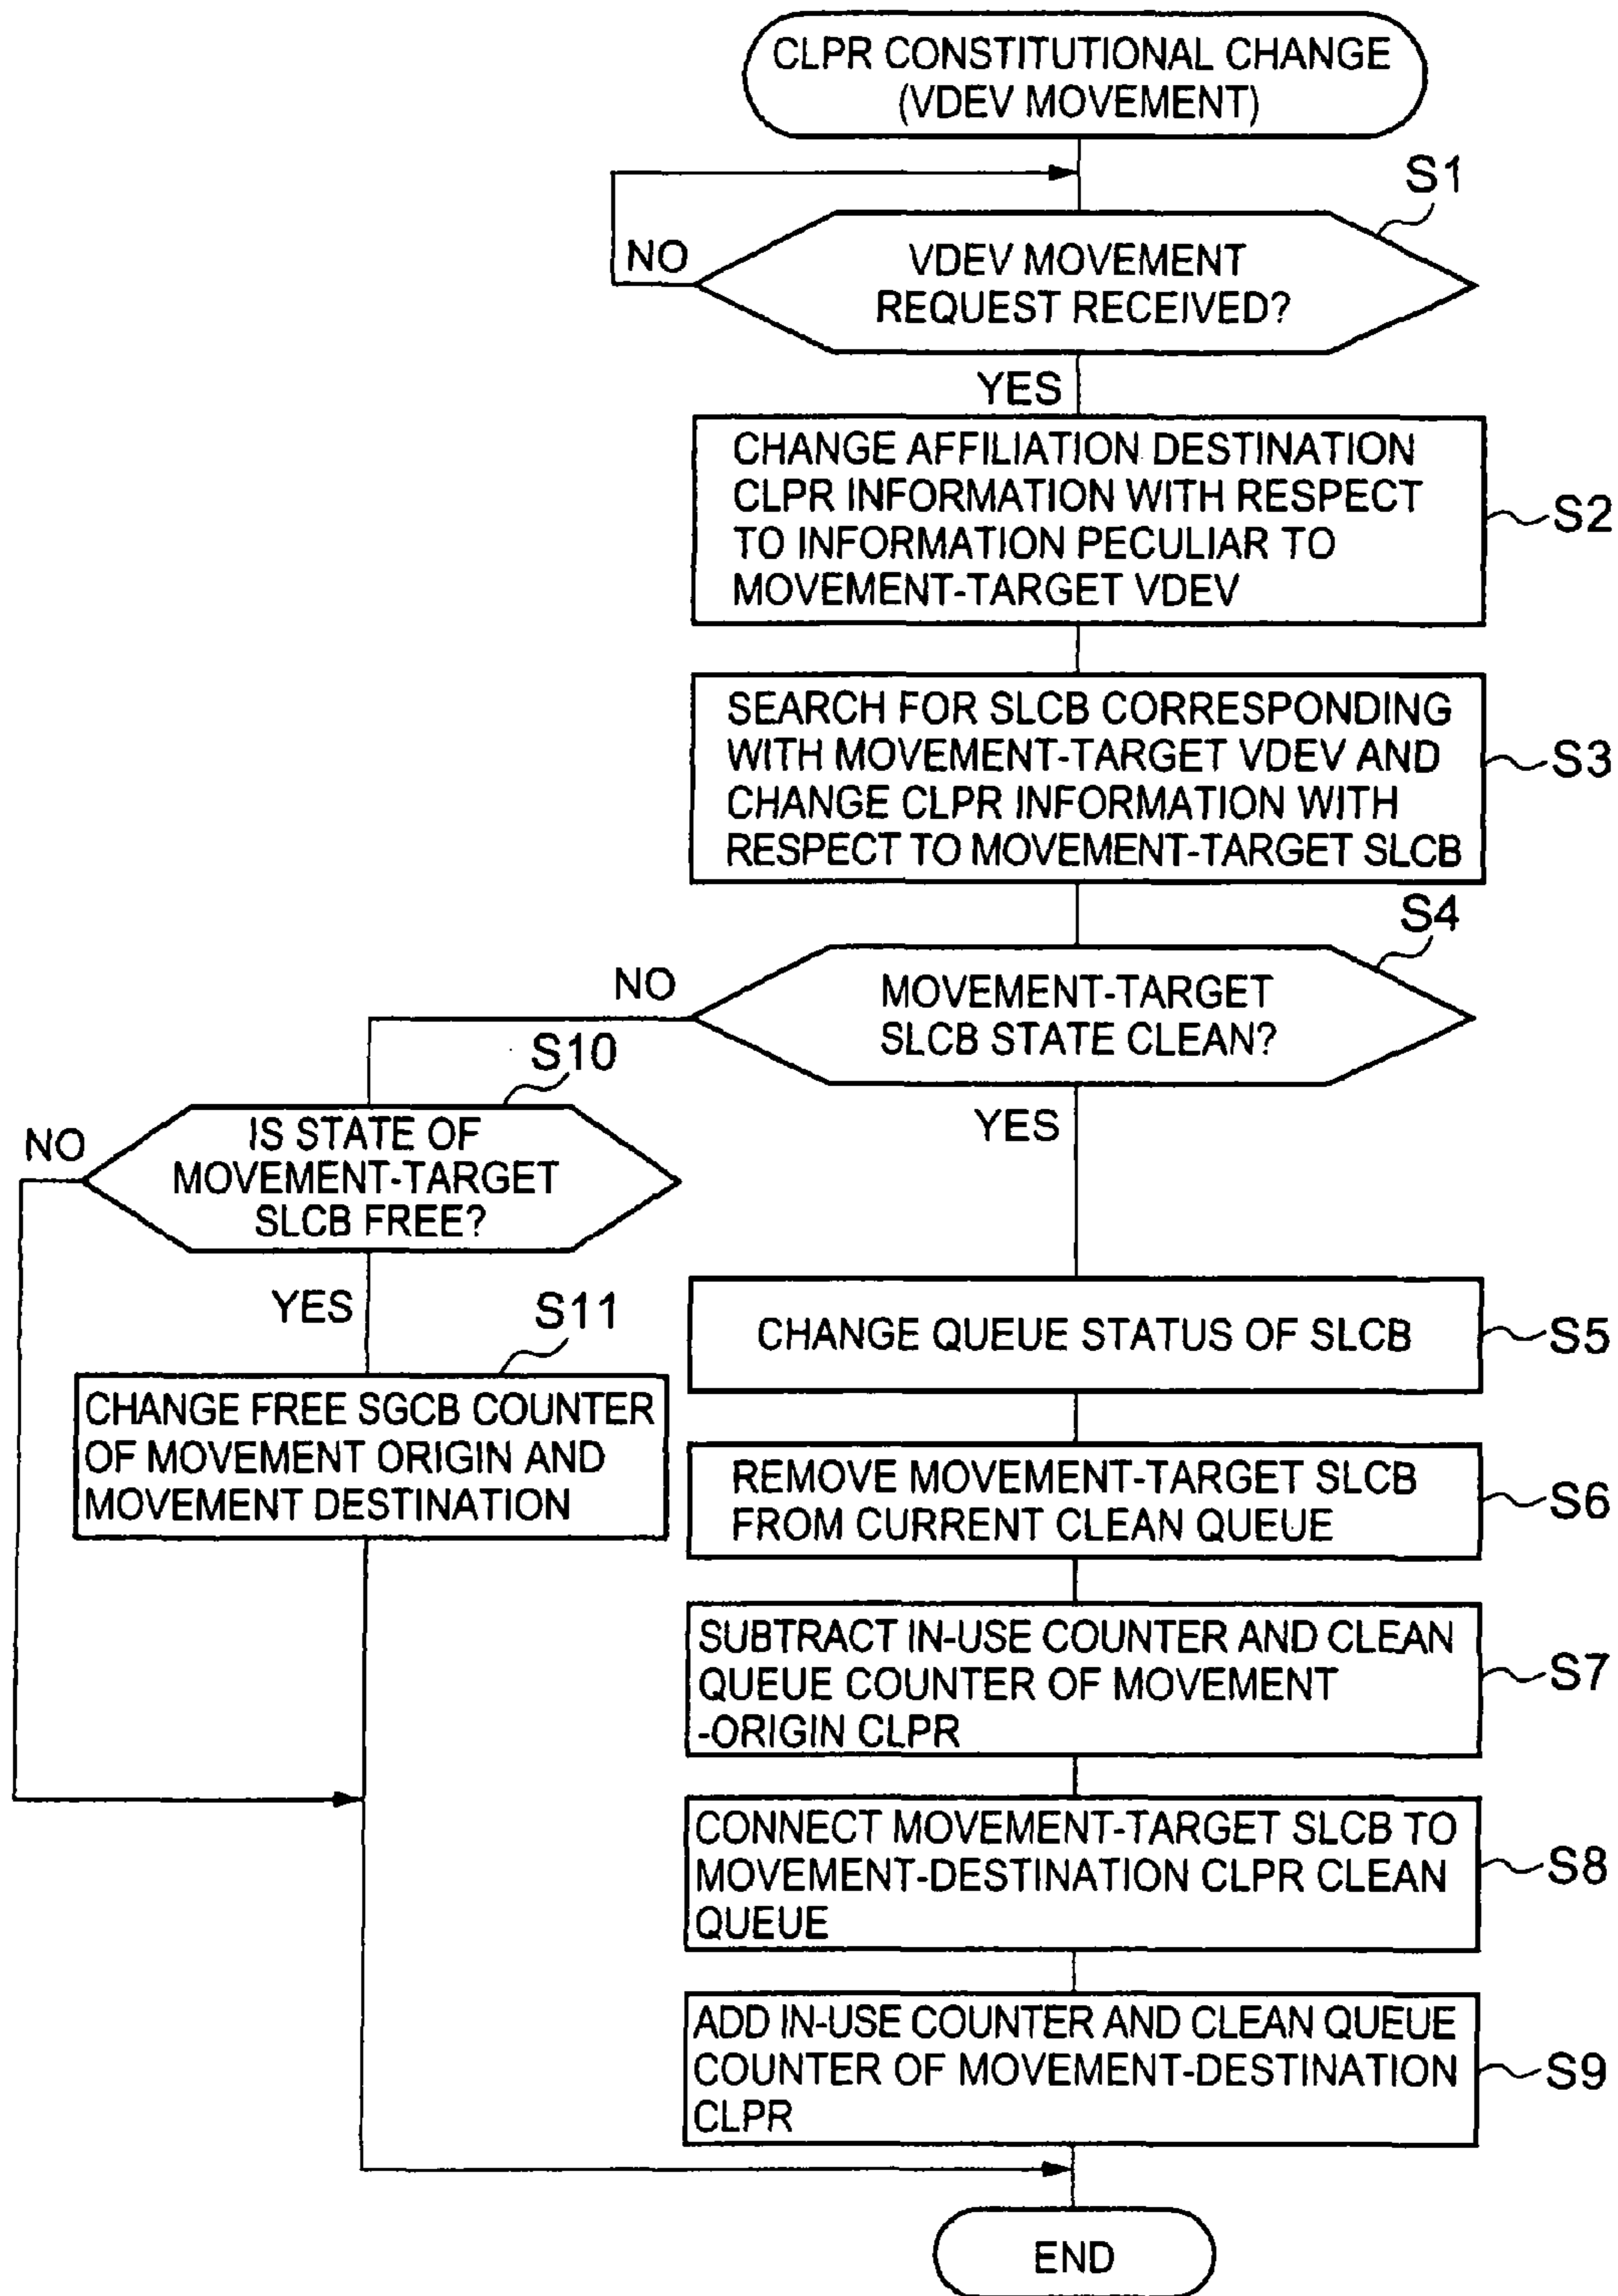 CLPR CONSTITUTIONAL CHANGE
(VDEV MOVEMENT)
S1
NO
VDEV MOVEMENT
REQUEST RECEIVED?
YES
CHANGE AFFILIATION DESTINATION
CLPR INFORMATION WITH RESPECT
TO INFORMATION PECULIAR TO
MOVEMENT-TARGET VDEV
S2
SEARCH FOR SLCB CORRESPONDING
WITH MOVEMENT-TARGET VDEV AND
CHANGE CLPR INFORMATION WITH
RESPECT TO MOVEMENT-TARGET SLCB
S3
S4
NO
MOVEMENT-TARGET
SLCB STATE CLEAN?
YES
S10
NO
IS STATE OF
MOVEMENT-TARGET
SLCB FREE?
YES
S11
CHANGE FREE SGCB COUNTER
OF MOVEMENT ORIGIN AND
MOVEMENT DESTINATION
CHANGE QUEUE STATUS OF SLCB
S5
REMOVE MOVEMENT-TARGET SLCB
FROM CURRENT CLEAN QUEUE
S6
SUBTRACT IN-USE COUNTER AND CLEAN
QUEUE COUNTER OF MOVEMENT
-ORIGIN CLPR
S7
CONNECT MOVEMENT-TARGET SLCB TO
MOVEMENT-DESTINATION CLPR CLEAN
QUEUE
S8
ADD IN-USE COUNTER AND CLEAN QUEUE
COUNTER OF MOVEMENT-DESTINATION
CLPR
S9
END